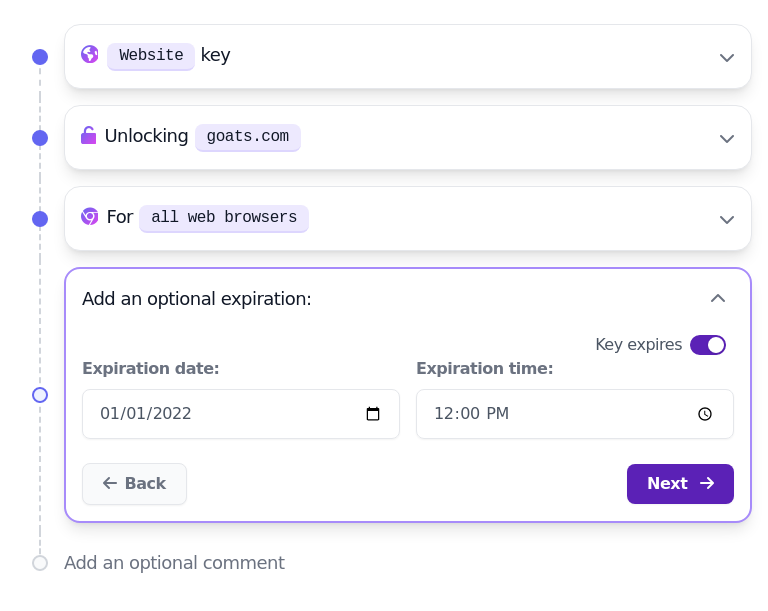 Website key
Unlocking goats.com
For all web browsers
Add an optional expiration:
Key expires
Expiration date: Expiration time:
01/01/2022 12:00 PM
Back Next
Add an optional comment